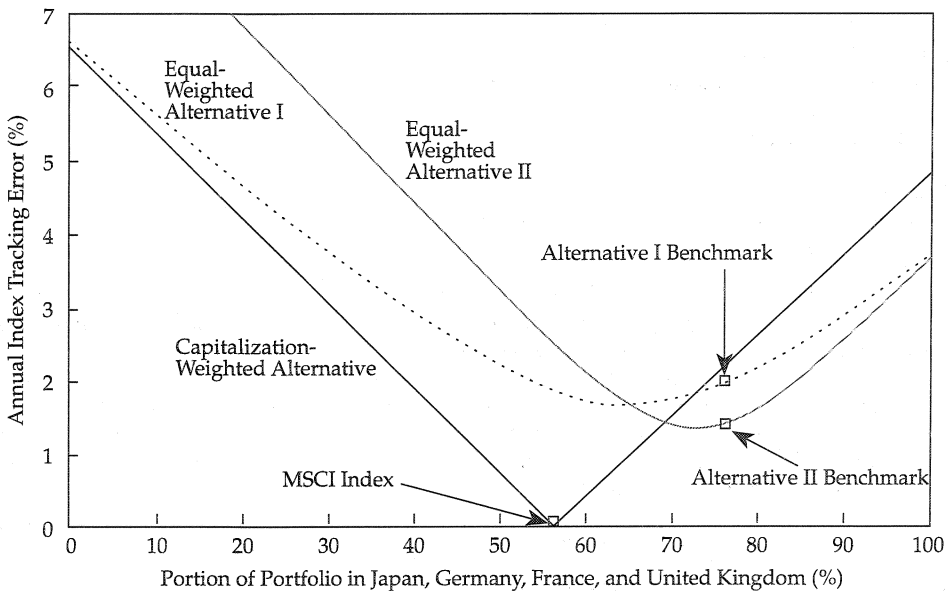 7
6
5
4
3
2
1
0
Annual Index Tracking Error (%)
Equal-
Weighted
Alternative I
Equal-
Weighted
Alternative II
Alternative I Benchmark
Capitalization-
Weighted Alternative
MSCI Index
Alternative II Benchmark
0 10 20 30 40 50 60 70 80 90 100
Portion of Portfolio in Japan, Germany, France, and United Kingdom (%)